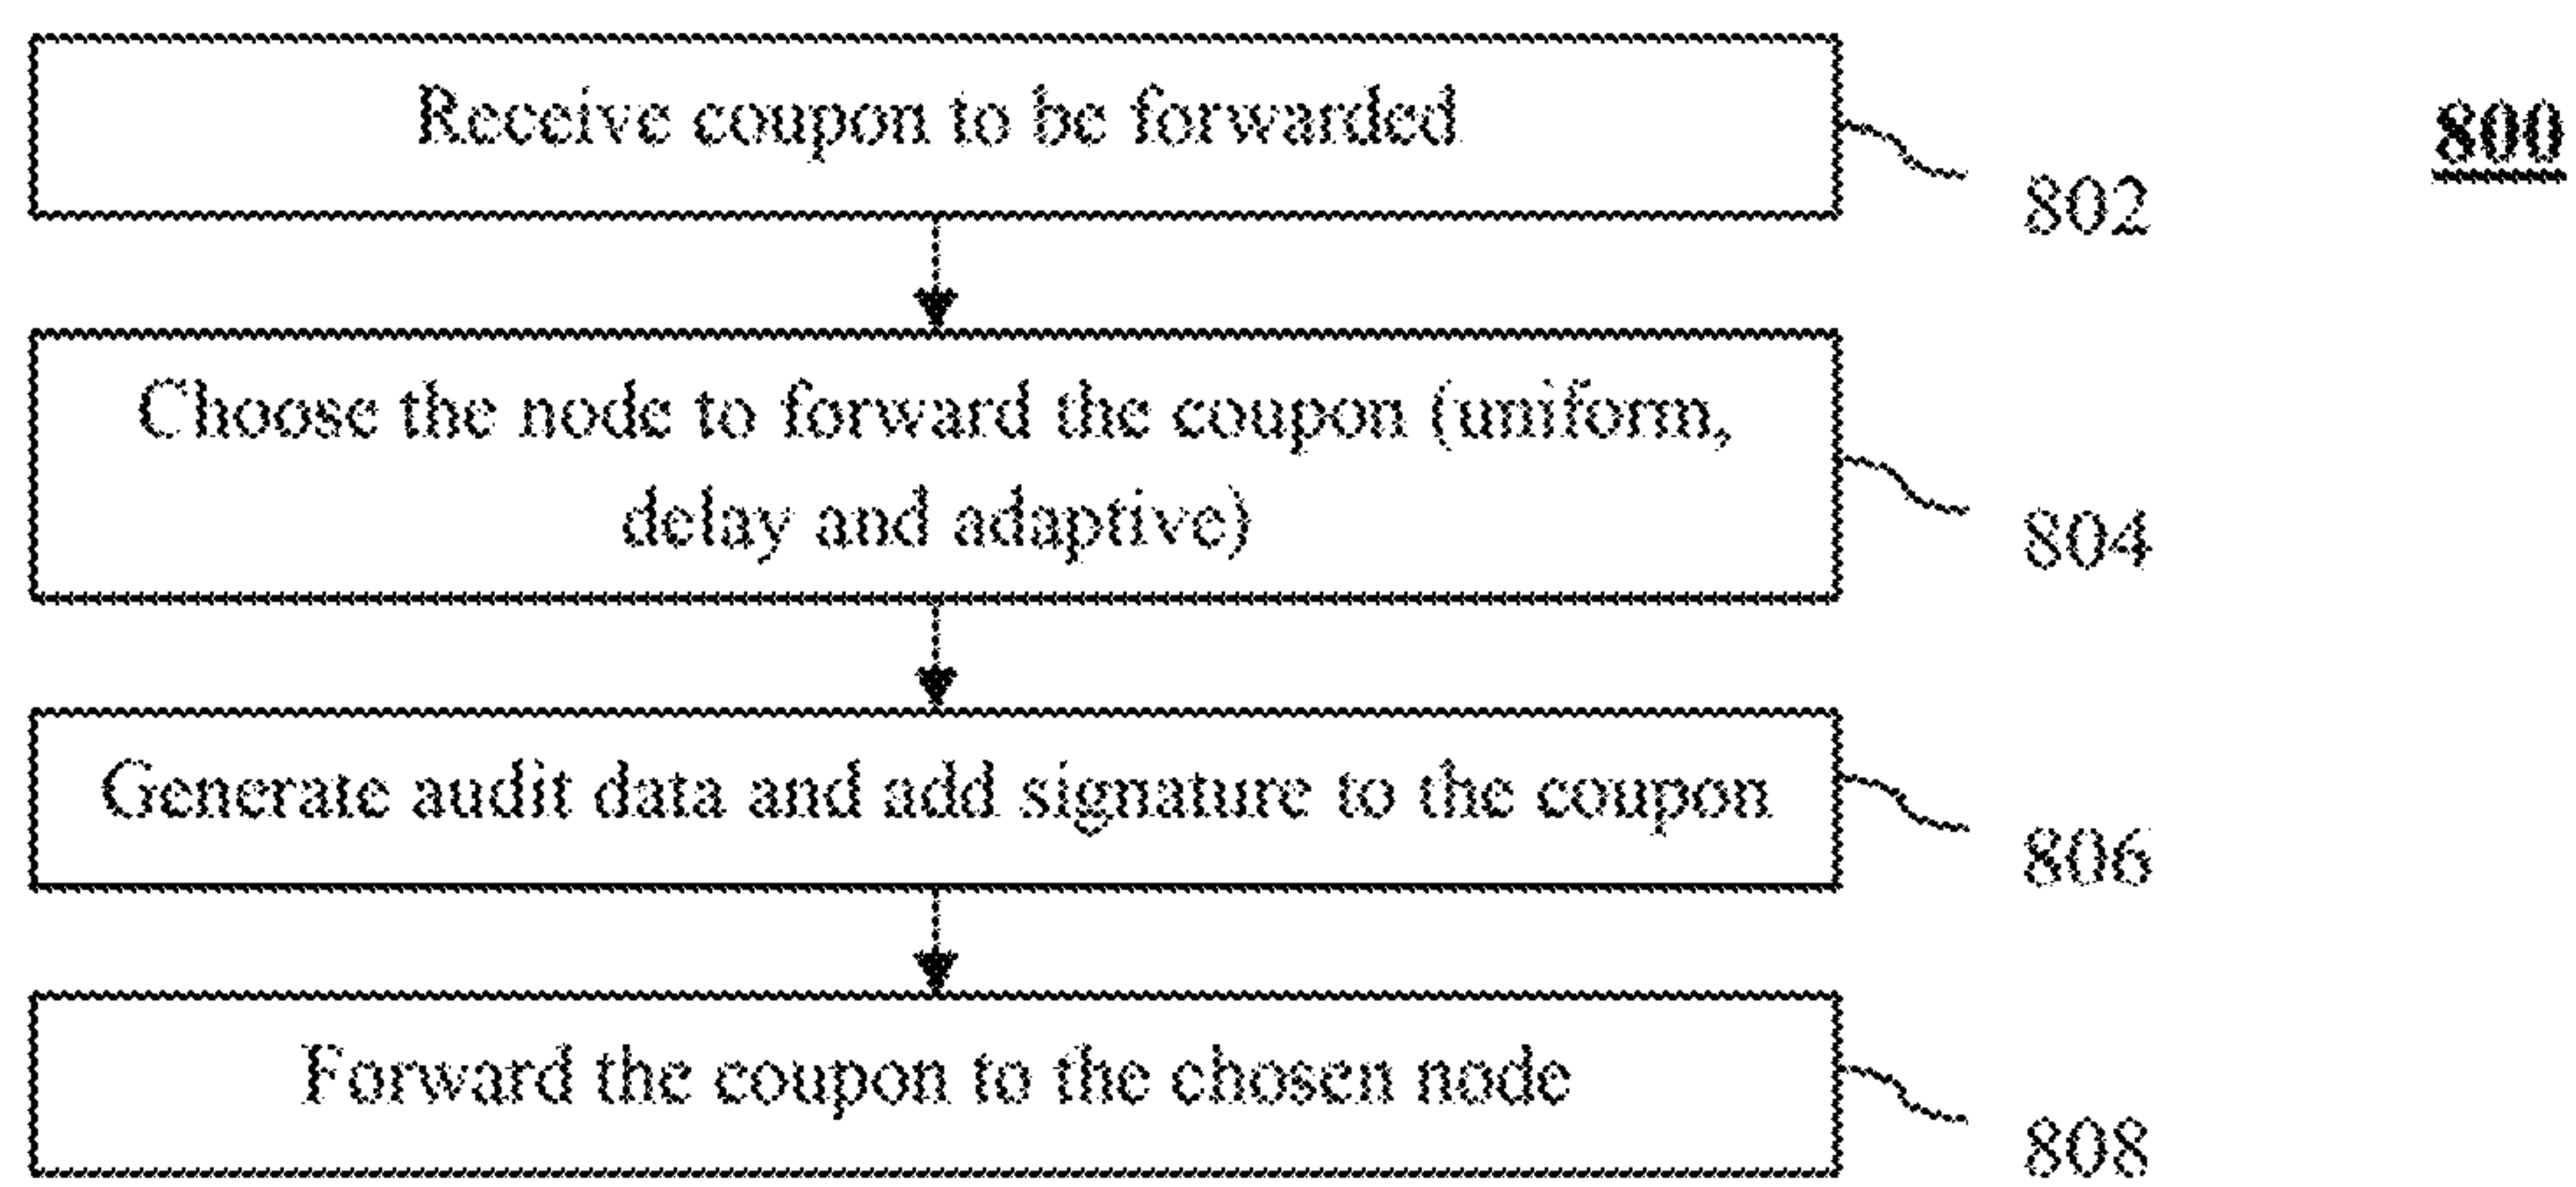 Receive coupon to be forwarded
800
802
Choose the node to forward the coupon (uniform,
delay and adaptive)
804
Generate audit data and add signature to the coupon
806
Forward the coupon to the chosen node
808